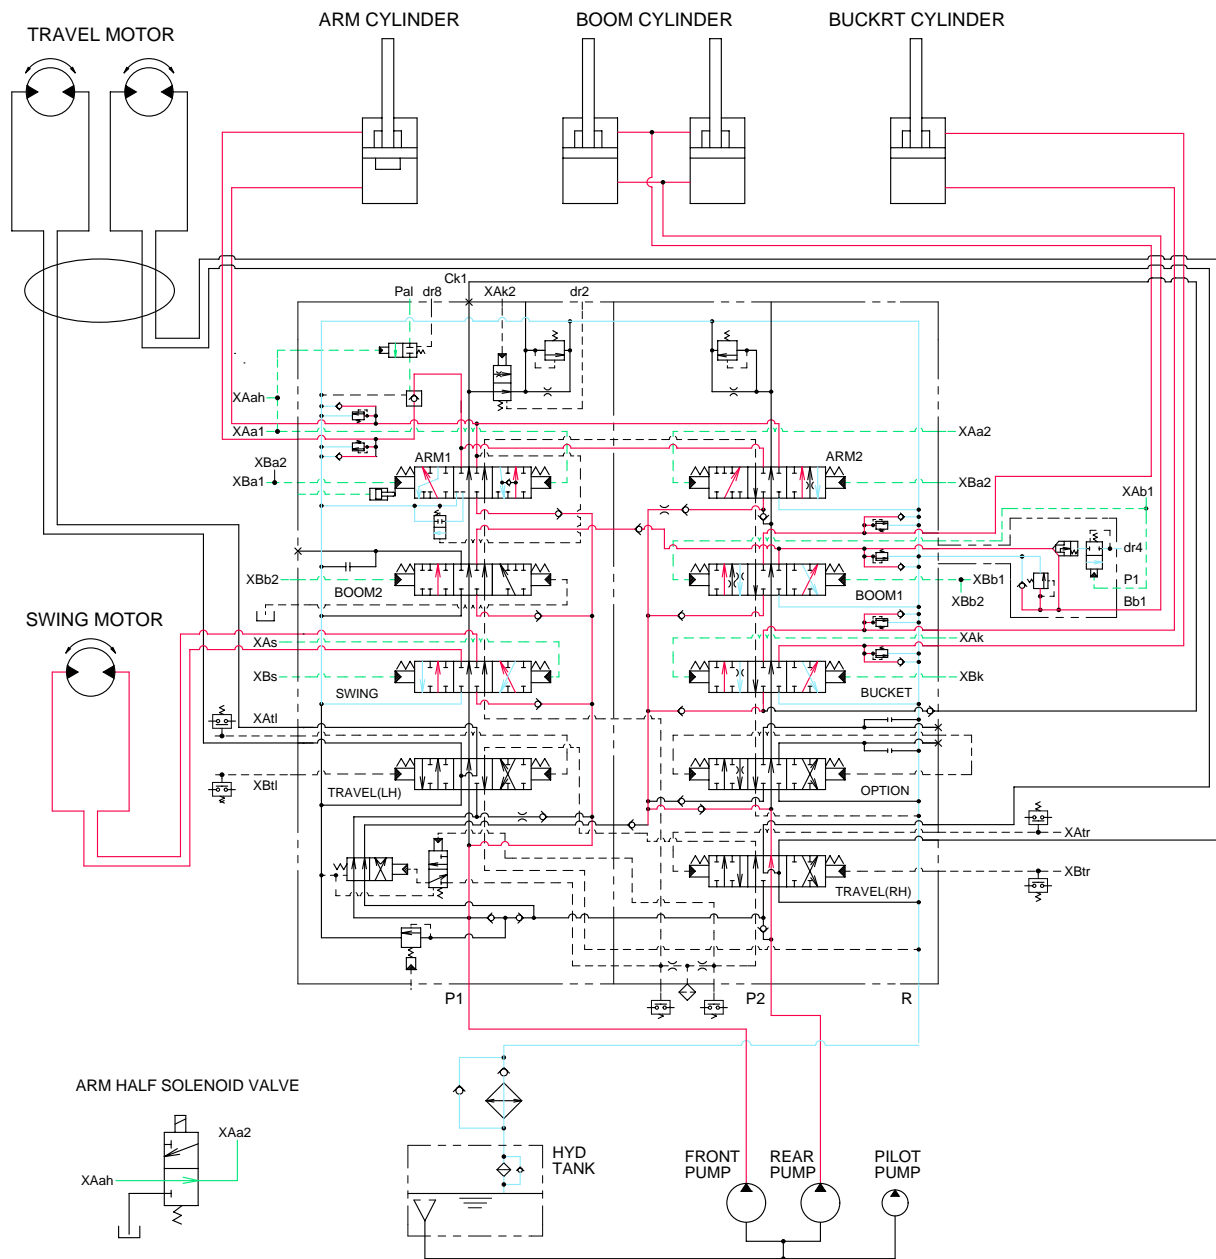 ARM CYLINDER
BOOM CYLINDER
BUCKRT CYLINDER
TRAVEL MOTOR
Ck1
Pal
dr8
XAk2
dr2
XAah
XAa1
XAa2
XBa2
ARM1
ARM2
XBa1
XBa2
XAb1
dr4
XBb2
BOOM2
BOOM1
XBb1
XBb2
P1
Bb1
SWING MOTOR
XAs
XAk
XBs
XBk
SWING
BUCKET
XAtl
XBtl
TRAVEL(LH)
OPTION
XAtr
XBtr
TRAVEL(RH)
P1
P2
R
ARM HALF SOLENOID VALVE
XAa2
XAah
HYD
TANK
FRONT
PUMP
REAR
PUMP
PILOT
PUMP